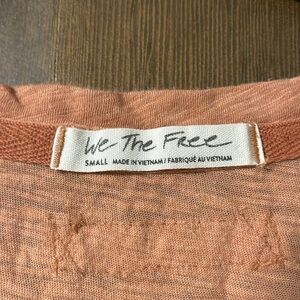 We The Free
SMALL MADE IN VIETNAM / FABRIQUÉ AU VIETNAM